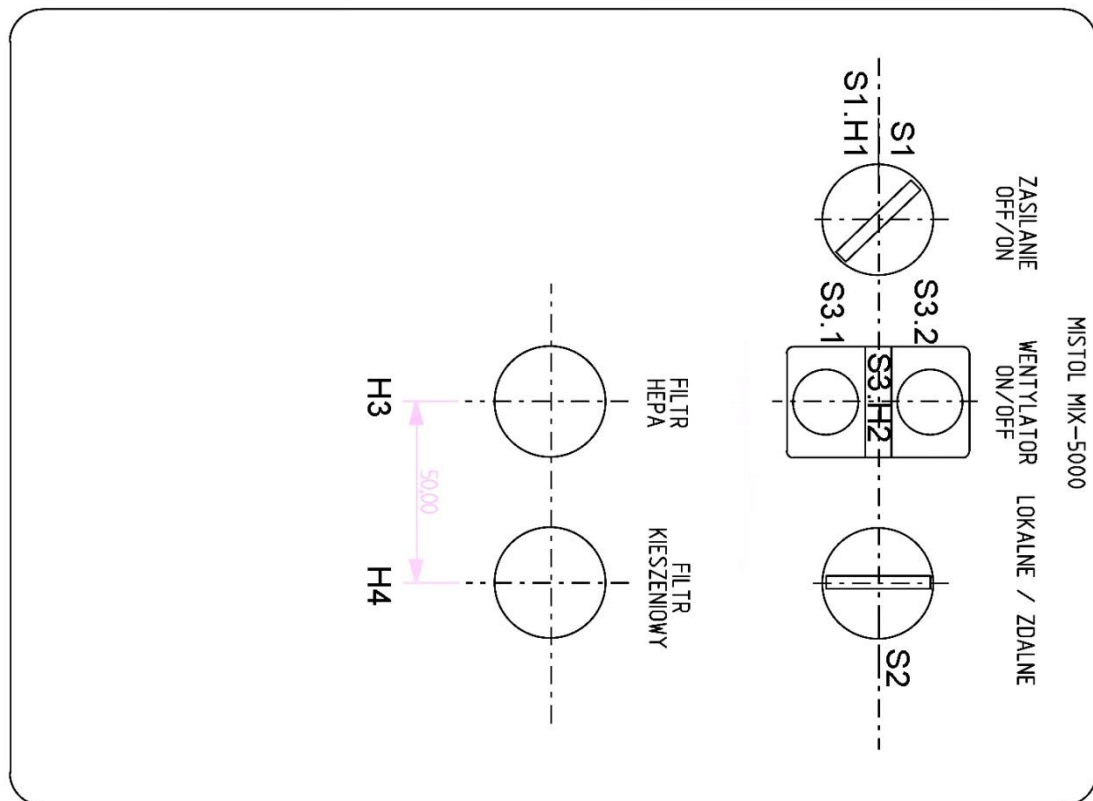 MISTOL MIX-5000
ZASILANIE
OFF/ON
WENTYLATOR
ON/OFF
LOKALNE / ZDALNE
S1
S1.H1
S3.2
S3.H2
S3.1
S2
FILTR
HEPA
FILTR
KIESZENIOWY
50,00
H3
H4